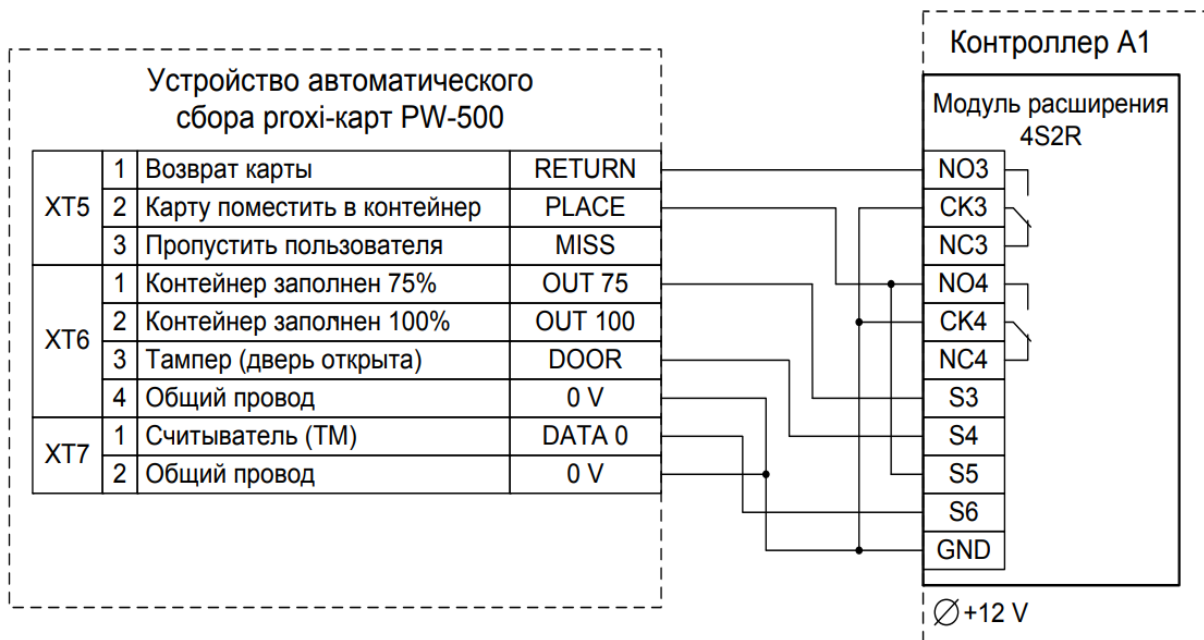 Контроллер А1
Устройство автоматического
сбора proxi-карт PW-500
Модуль расширения
4S2R
XT5
1 Возврат карты RETURN
2 Карту поместить в контейнер PLACE
3 Пропустить пользователя MISS
XT6
1 Контейнер заполнен 75% OUT 75
2 Контейнер заполнен 100% OUT 100
3 Тампер (дверь открыта) DOOR
4 Общий провод 0 V
XT7
1 Считыватель (ТМ) DATA 0
2 Общий провод 0 V
NO3
CK3
NC3
NO4
CK4
NC4
S3
S4
S5
S6
GND
+12 V